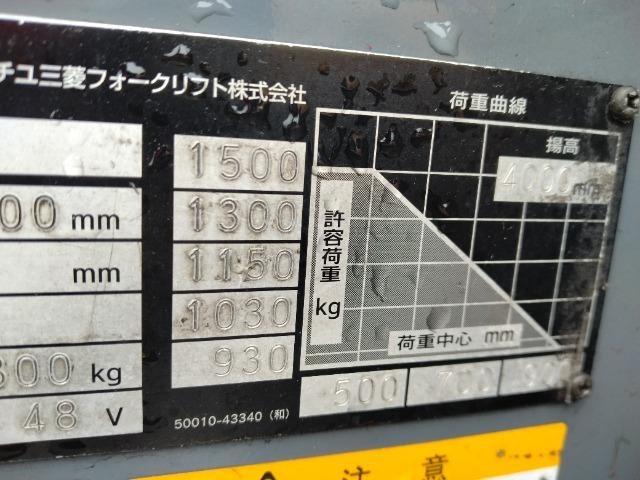 チユ三菱フォークリフト株式会社
荷重曲線
揚高
4000mm
1500
1300
1150
1030
930
00 mm
mm
300 kg
48 V
許容荷重
kg
荷重中心 mm
500 700
50010-43340 (和)
注意